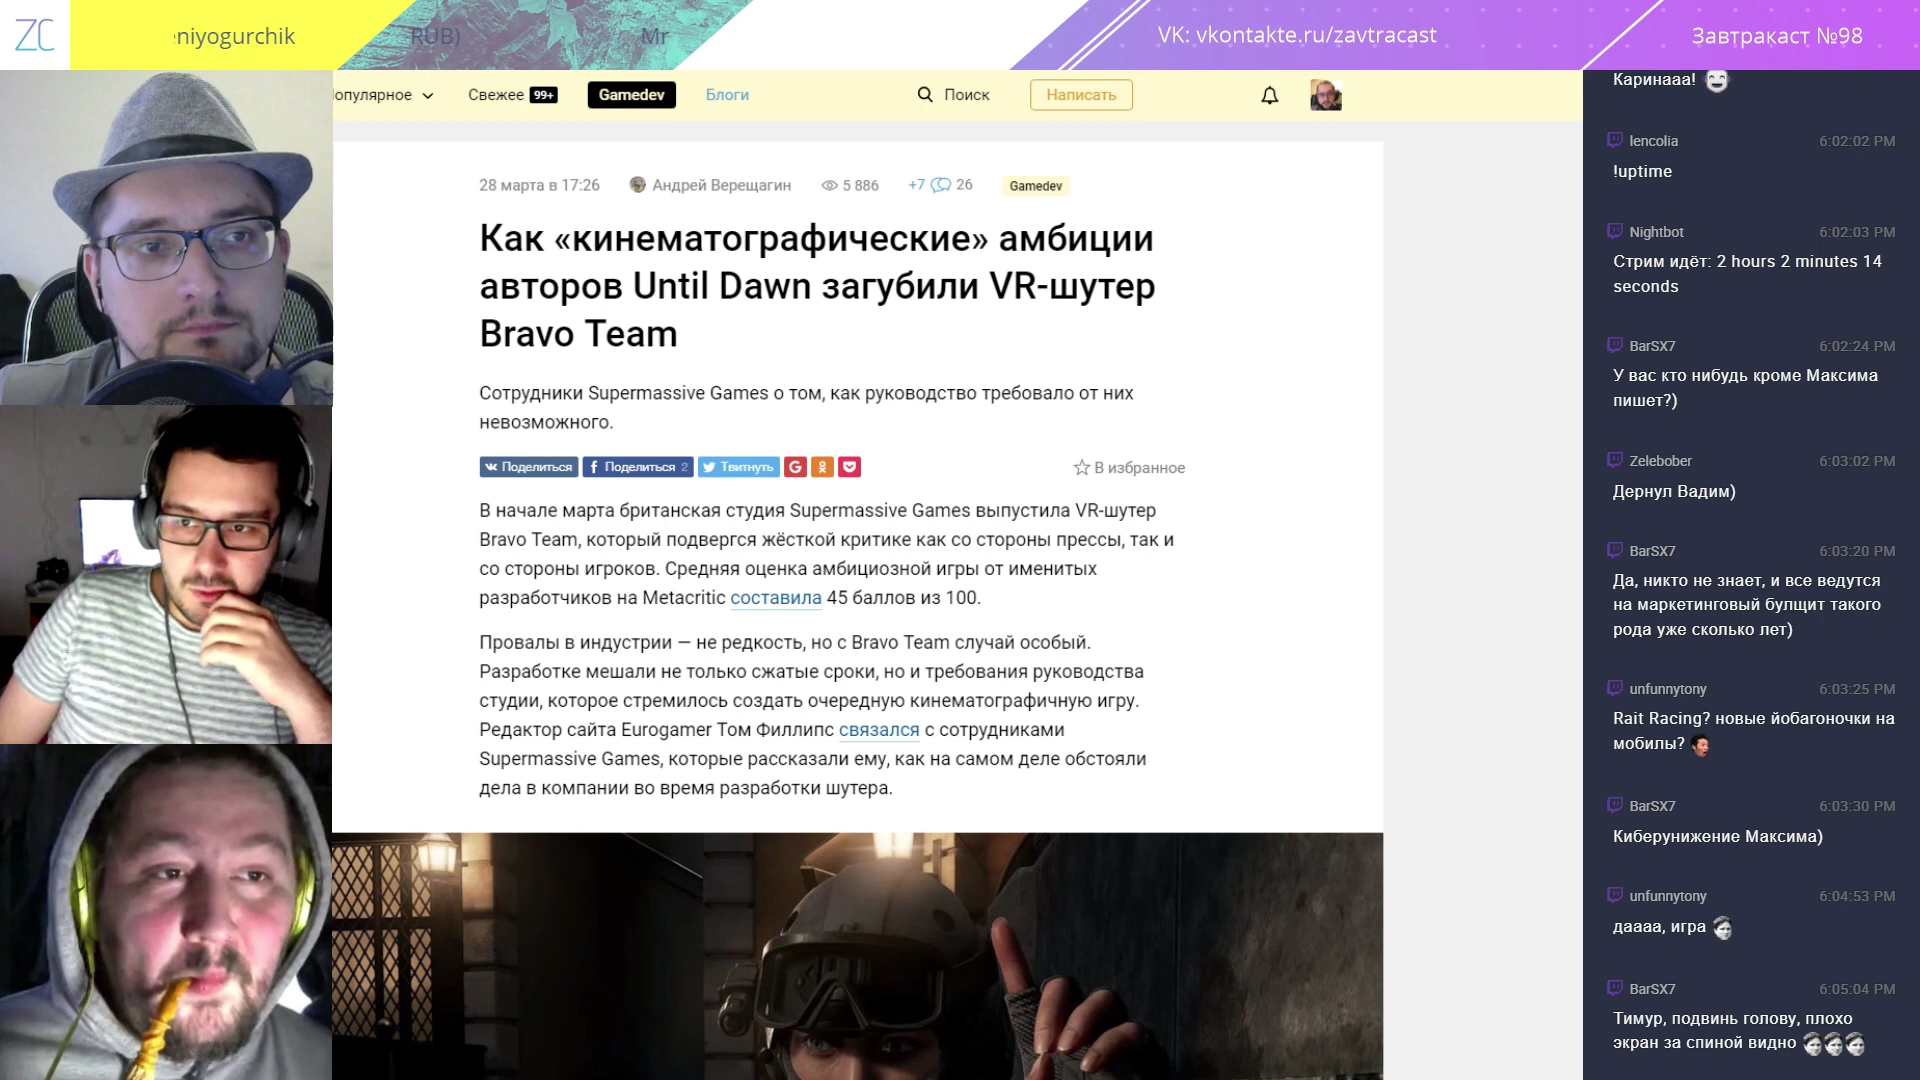 ZC
niyogurchik
RUB)
Mr
VK: vkontakte.ru/zavtracast
Завтракаст №98
опулярное
Свежее 99+
Gamedev
Блоги
Поиск
Написать
28 марта в 17:26
Андрей Верещагин
5 886
+7
26
Gamedev
Как «кинематографические» амбиции
авторов Until Dawn загубили VR-шутер
Bravo Team
Сотрудники Supermassive Games о том, как руководство требовало от них
невозможного.
Поделиться
f Поделиться 2
Твитнуть
G
В избранное
В начале марта британская студия Supermassive Games выпустила VR-шутер
Bravo Team, который подвергся жёсткой критике как со стороны прессы, так и
со стороны игроков. Средняя оценка амбициозной игры от именитых
разработчиков на Metacritic составила 45 баллов из 100.
Провалы в индустрии — не редкость, но с Bravo Team случай особый.
Разработке мешали не только сжатые сроки, но и требования руководства
студии, которое стремилось создать очередную кинематографичную игру.
Редактор сайта Eurogamer Том Филлипс связался с сотрудниками
Supermassive Games, которые рассказали ему, как на самом деле обстояли
дела в компании во время разработки шутера.
Каринааа!
lencolia 6:02:02 PM
!uptime
Nightbot 6:02:03 PM
Стрим идёт: 2 hours 2 minutes 14
seconds
BarSX7 6:02:24 PM
У вас кто нибудь кроме Максима
пишет?)
Zelebober 6:03:02 PM
Дернул Вадим)
BarSX7 6:03:20 PM
Да, никто не знает, и все ведутся
на маркетинговый булщит такого
рода уже сколько лет)
unfunnytony 6:03:25 PM
Rait Racing? новые йобагоночки на
мобилы?
BarSX7 6:03:30 PM
Киберунижение Максима)
unfunnytony 6:04:53 PM
даааа, игра
BarSX7 6:05:04 PM
Тимур, подвинь голову, плохо
экран за спиной видно